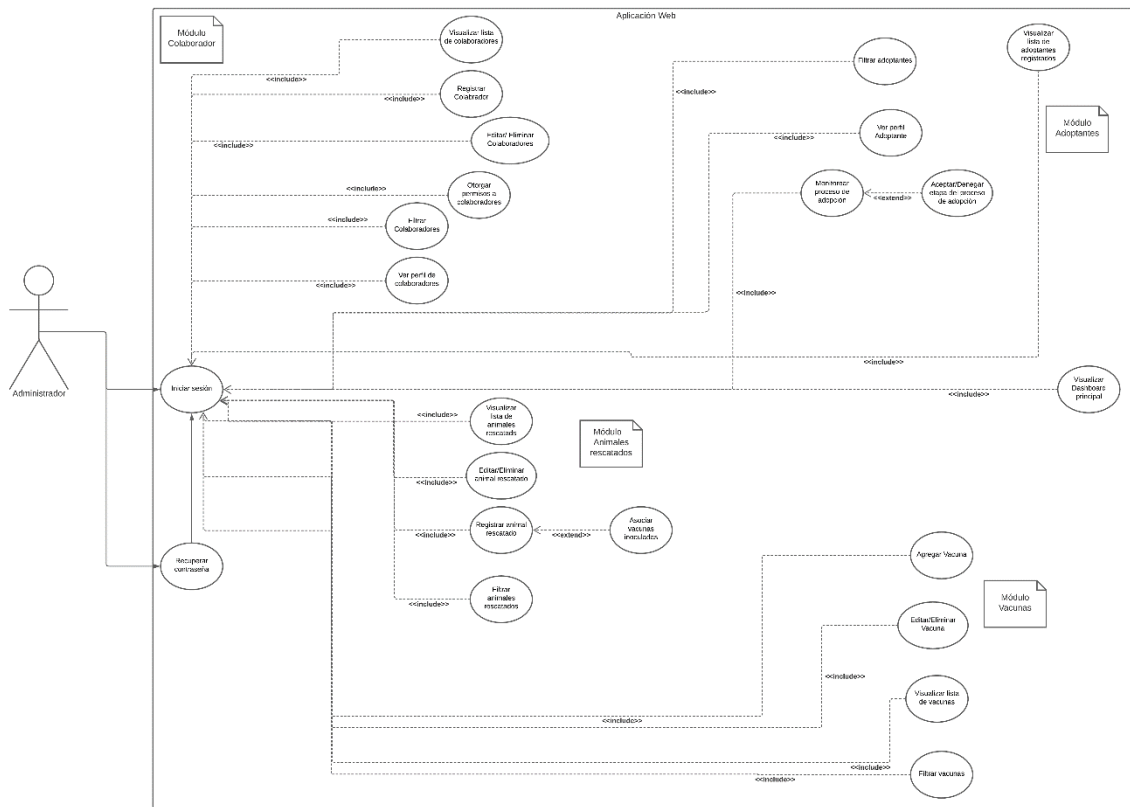 Aplicación Web
Módulo
Colaborador
Visualizar lista
de colaboradores
<<include>>
Registrar
Colabrador
<<include>>
Editar/ Eliminar
Colaboradores
<<include>>
Otorgar
permisos a
colaboradores
<<include>>
Filtrar
Colaboradores
<<include>>
Ver perfil de
colaboradores
<<include>>
Filtrar adoptantes
<<include>>
Ver perfil
Adoptante
<<include>>
Monitorear
proceso de
adopción
<<extend>>
Aceptar/Denegar
etapa del proceso
de adopción
<<include>>
Visualizar
lista de
adoptantes
registrados
Módulo
Adoptantes
<<include>>
Administrador
Iniciar sesión
Visualizar
Dashboars
principal
<<include>>
Visualizar
lista de
animales
rescatads
<<include>>
Módulo
Animales
rescatados
Editar/Eliminar
animal rescatado
<<include>>
Registrar animal
rescatado
<<include>>
<<extend>>
Asociar
vacunas
inoculadas
Filtrar
animales
rescatados
<<include>>
Recuperar
contraseña
Agregar Vacuna
Módulo
Vacunas
Editar/Eliminar
Vacuna
<<include>>
Visualizar lista
de vacunas
<<include>>
<<include>>
Filtrar vacunas
<<include>>